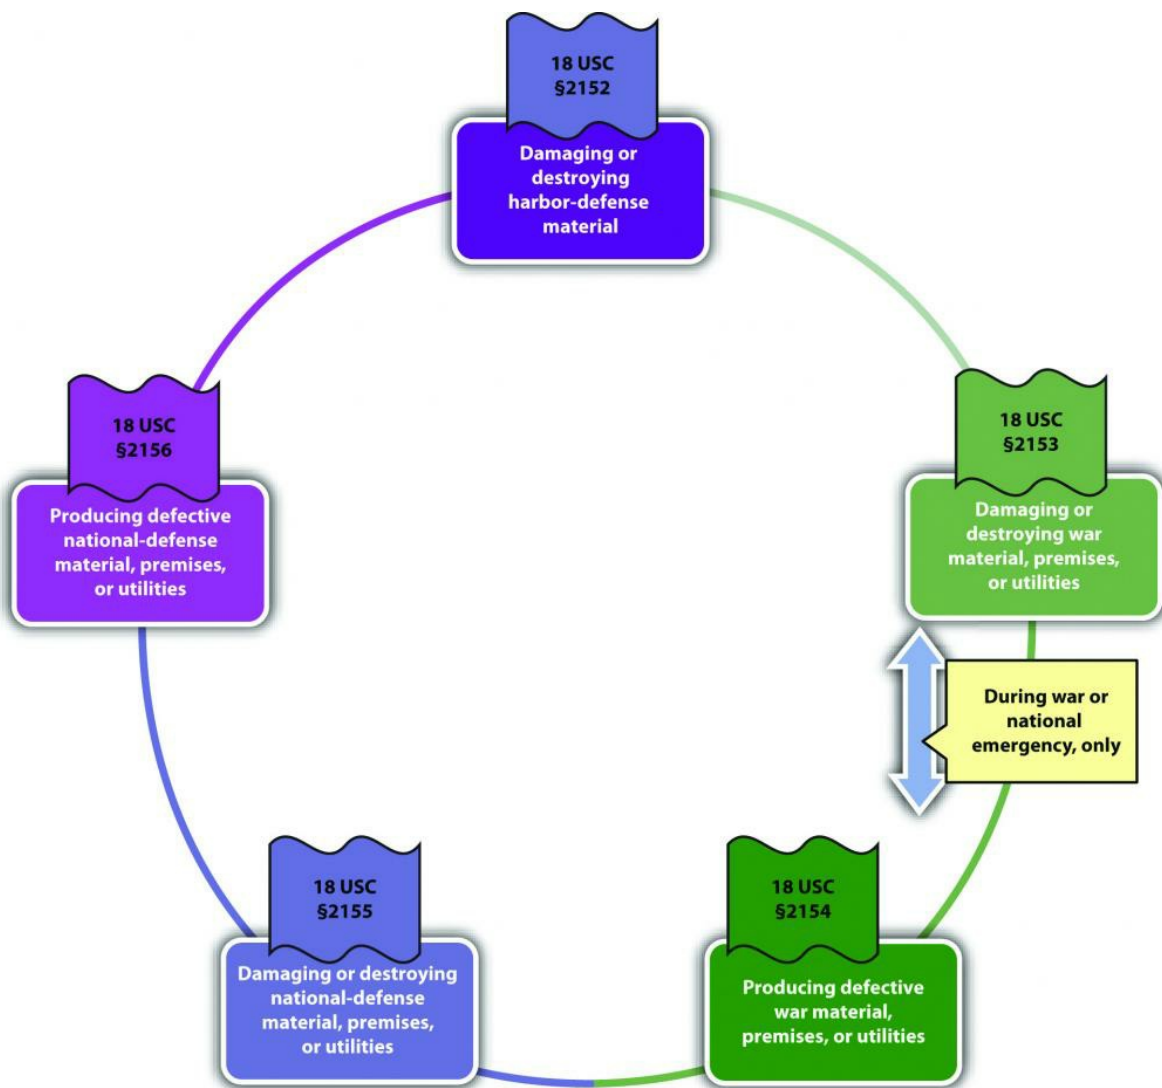 18 USC
§2152
Damaging or
destroying
harbor-defense
material
18 USC
§2153
Damaging or
destroying war
material, premises,
or utilities
During war or
national
emergency, only
18 USC
§2154
Producing defective
war material,
premises, or utilities
18 USC
§2155
Damaging or destroying
national-defense
material, premises,
or utilities
18 USC
§2156
Producing defective
national-defense
material, premises,
or utilities